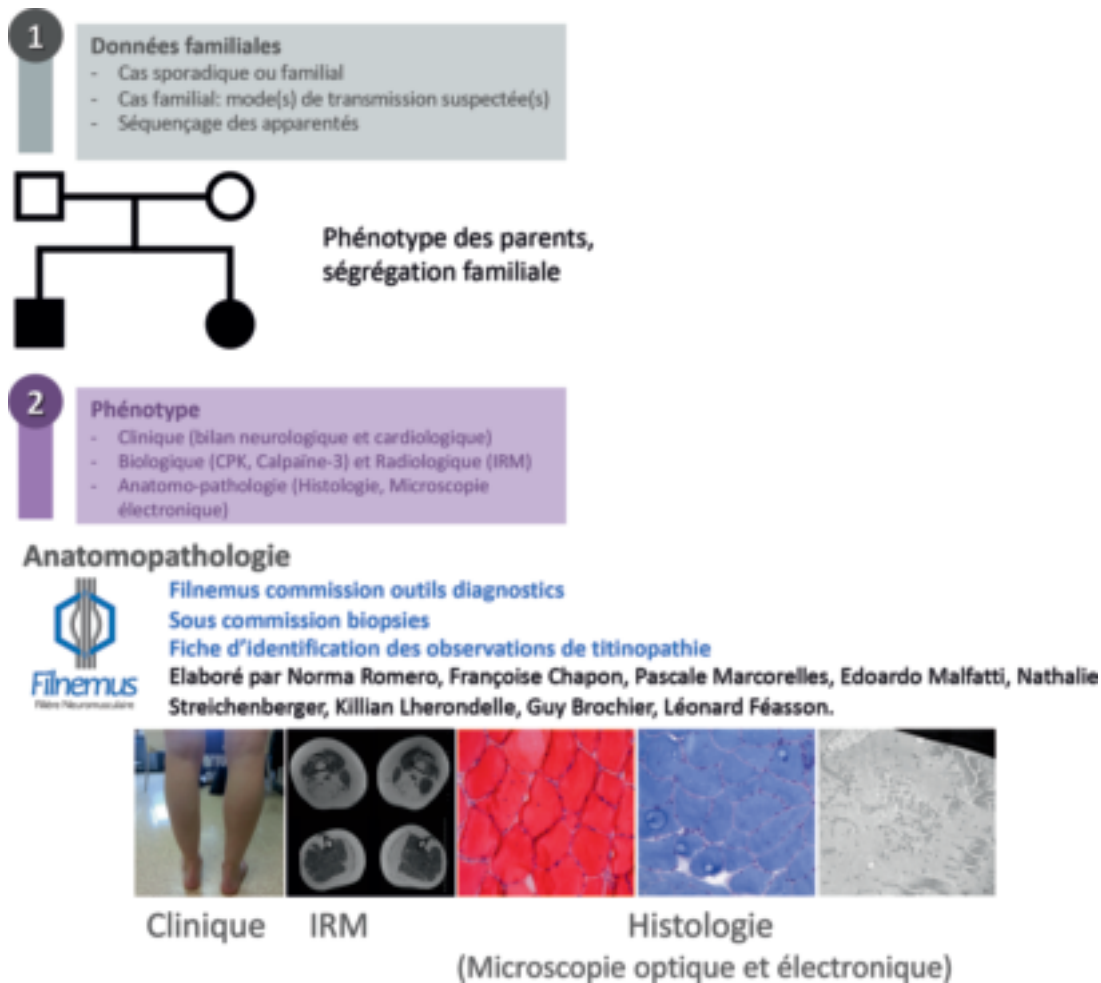 1
Données familiales
- Cas sporadique ou familial
- Cas familial: mode(s) de transmission suspectée(s)
- Séquençage des apparentés
Phénotype des parents,
ségrégation familiale
2
Phénotype
- Clinique (bilan neurologique et cardiologique)
- Biologique (CPK, Calpaïne-3) et Radiologique (IRM)
- Anatomo-pathologie (Histologie, Microscopie
électronique)
Anatomopathologie
Filnemus commission outils diagnostics
Sous commission biopsies
Fiche d'identification des observations de titinopathie
Elaboré par Norma Romero, Françoise Chapon, Pascale Marcorelles, Edoardo Malfatti, Nathalie
Streichenberger, Killian Lherondelle, Guy Brochier, Léonard Féasson.
Filnemus
Filière Neuromusculaire
Clinique
IRM
Histologie
(Microscopie optique et électronique)